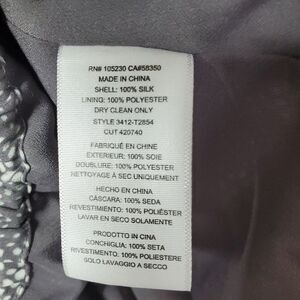 RN# 105230 CA#58350
MADE IN CHINA
SHELL: 100% SILK
LINING: 100% POLYESTER
DRY CLEAN ONLY
STYLE 3412-T2854
CUT 420740
FABRIQUÉ EN CHINE
EXTERIEUR: 100% SOIE
DOUBLURE: 100% POLYESTER
NETTOYAGE À SEC UNIQUEMENT
HECHO EN CHINA
CÁSCARA: 100% SEDA
REVESTIMIENTO: 100% POLIÉSTER
LAVAR EN SECO SOLAMENTE
PRODOTTO IN CINA
CONCHIGLIA: 100% SETA
RIVESTIMENTO: 100% POLIESTERE
SOLO LAVAGGIO A SECCO